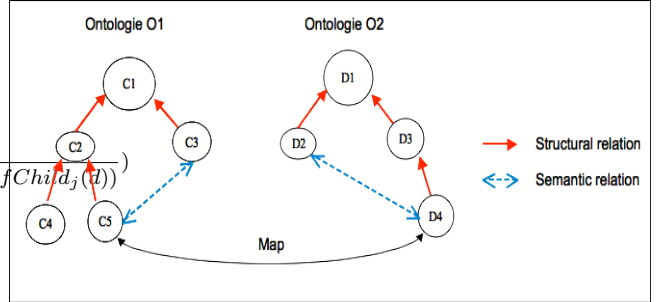 Ontologie O1
Ontologie O2
C1
D1
C2
C3
D2
D3
Structural relation
)
fChild_j(d))
Semantic relation
C4
C5
D4
Map